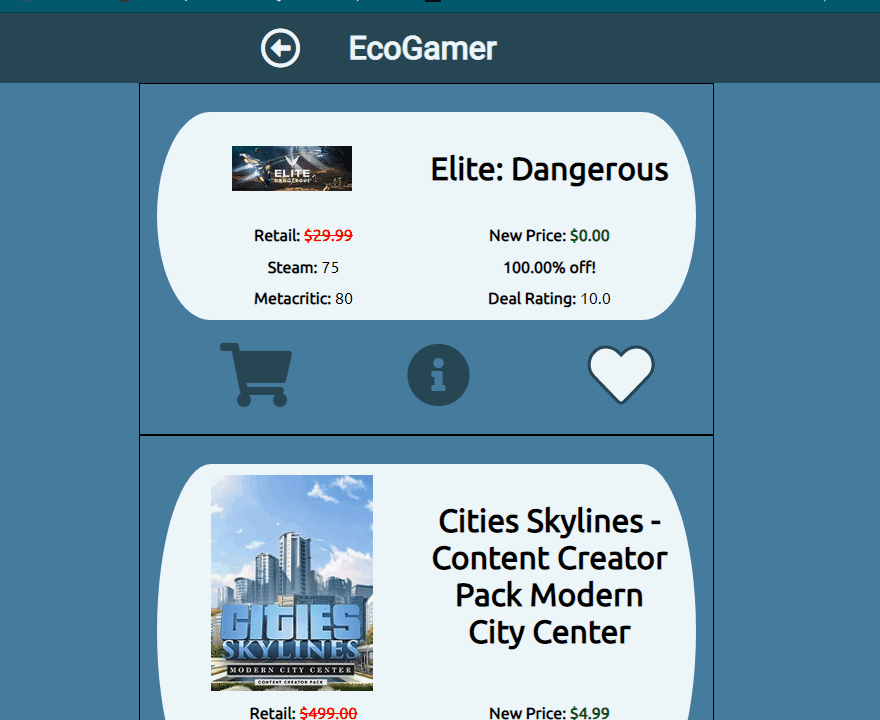 EcoGamer
ELITE
DANGEROUS
Elite: Dangerous
Retail: $29.99
New Price: $0.00
Steam: 75
100.00% off!
Metacritic: 80
Deal Rating: 10.0
CITIES
SKYLINES
MODERN CITY CENTER
CONTENT CREATOR PACK
Cities Skylines -
Content Creator
Pack Modern
City Center
Retail: $499.00
New Price: $4.99